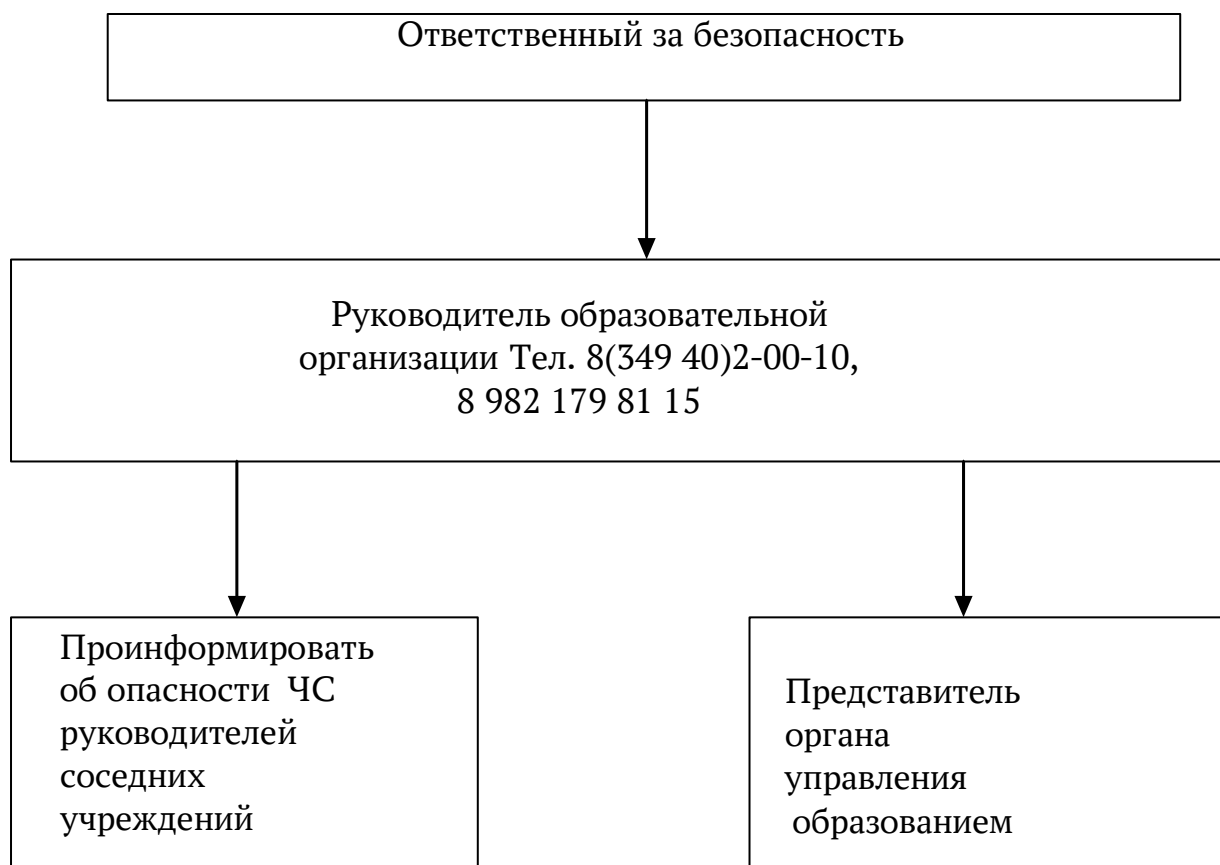 Ответственный за безопасность
Руководитель образовательной
организации Тел. 8(349 40)2-00-10,
8 982 179 81 15
Проинформировать
об опасности ЧС
руководителей
соседних
учреждений
Представитель
органа
управления
образованием